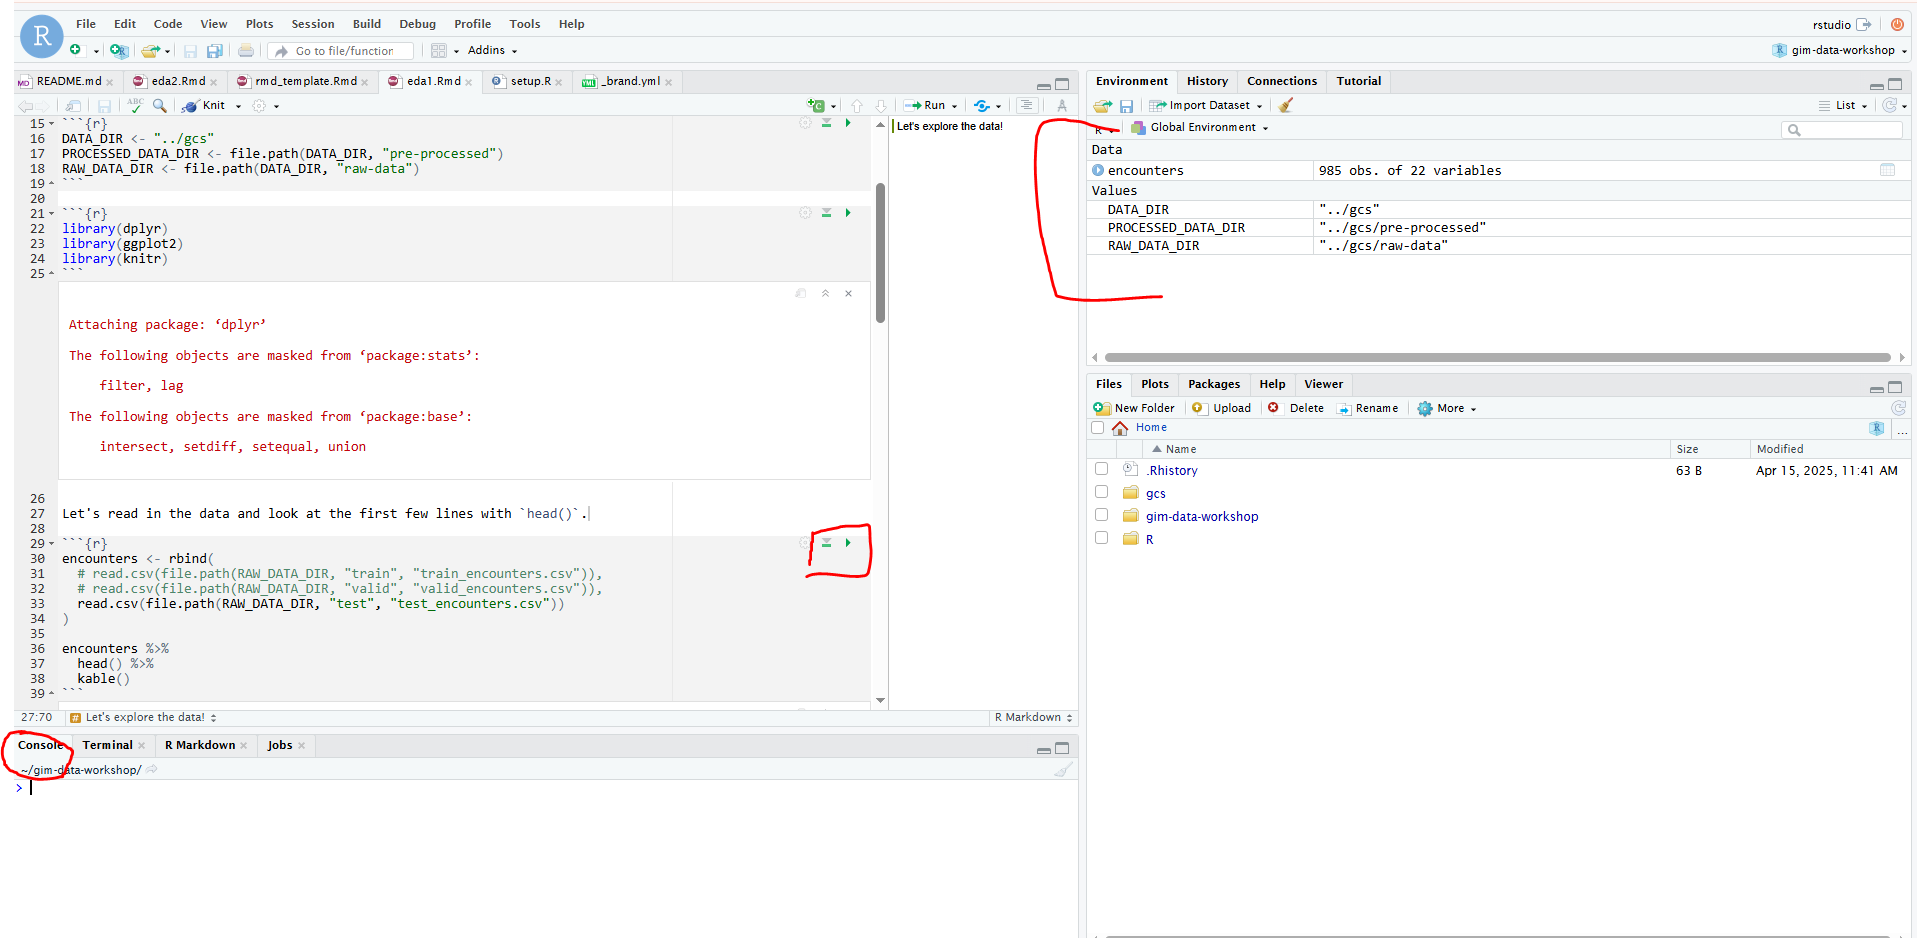 R
File Edit Code View Plots Session Build Debug Profile Tools Help
rstudio
Go to file/function Addins
gim-data-workshop
README.md eda2.Rmd rmd_template.Rmd eda1.Rmd setup.R _brand.yml
ABC Knit Run
15 ```{r}
16 DATA_DIR <- "../gcs"
17 PROCESSED_DATA_DIR <- file.path(DATA_DIR, "pre-processed")
18 RAW_DATA_DIR <- file.path(DATA_DIR, "raw-data")
19 ```
20
21 ```{r}
22 library(dplyr)
23 library(ggplot2)
24 library(knitr)
25 ```
Attaching package: ‘dplyr’
The following objects are masked from ‘package:stats’:
filter, lag
The following objects are masked from ‘package:base’:
intersect, setdiff, setequal, union
26
27 Let's read in the data and look at the first few lines with `head()`.
28
29 ```{r}
30 encounters <- rbind(
31 # read.csv(file.path(RAW_DATA_DIR, "train", "train_encounters.csv")),
32 # read.csv(file.path(RAW_DATA_DIR, "valid", "valid_encounters.csv")),
33 read.csv(file.path(RAW_DATA_DIR, "test", "test_encounters.csv"))
34 )
35
36 encounters %>%
37 head() %>%
38 kable()
39 ```
Let's explore the data!
27:70 # Let's explore the data! R Markdown
Console Terminal R Markdown Jobs
~/gim-data-workshop/
>
Environment History Connections Tutorial
Import Dataset List
R Global Environment
Data
encounters 985 obs. of 22 variables
Values
DATA_DIR "../gcs"
PROCESSED_DATA_DIR "../gcs/pre-processed"
RAW_DATA_DIR "../gcs/raw-data"
Files Plots Packages Help Viewer
New Folder Upload Delete Rename More
Home ...
Name Size Modified
.Rhistory 63 B Apr 15, 2025, 11:41 AM
gcs
gim-data-workshop
R